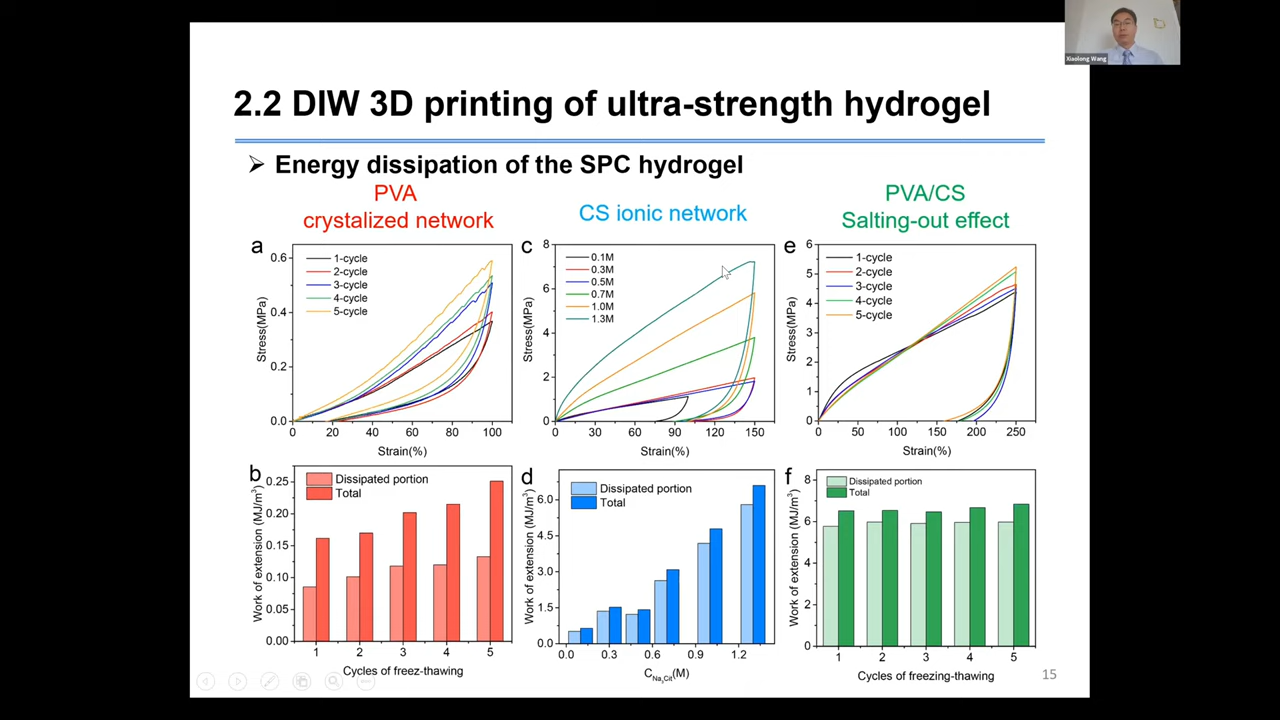 Xiaolong Wang
2.2 DIW 3D printing of ultra-strength hydrogel
➢ Energy dissipation of the SPC hydrogel
PVA
crystalized network
CS ionic network
PVA/CS
Salting-out effect
a
0.6
0.4
0.2
0.0
Stress(MPa)
1-cycle
2-cycle
3-cycle
4-cycle
5-cycle
0 20 40 60 80 100
Strain(%)
c
8
6
4
2
0
Stress(MPa)
0.1M
0.3M
0.5M
0.7M
1.0M
1.3M
0 30 60 90 120 150
Strain(%)
e
6
5
4
3
2
1
0
Stress(MPa)
1-cycle
2-cycle
3-cycle
4-cycle
5-cycle
0 50 100 150 200 250
Strain(%)
b
0.25
0.20
0.15
0.10
0.05
0.00
Work of extension (MJ/m³)
Dissipated portion
Total
1 2 3 4 5
Cycles of freez-thawing
d
6.0
4.5
3.0
1.5
0.0
Work of extension (MJ/m³)
Dissipated portion
Total
0.0 0.3 0.6 0.9 1.2
C Na₃Cit(M)
f
8
6
4
2
0
Work of extension (MJ/m³)
Dissipated portion
Total
1 2 3 4 5
Cycles of freezing-thawing
15